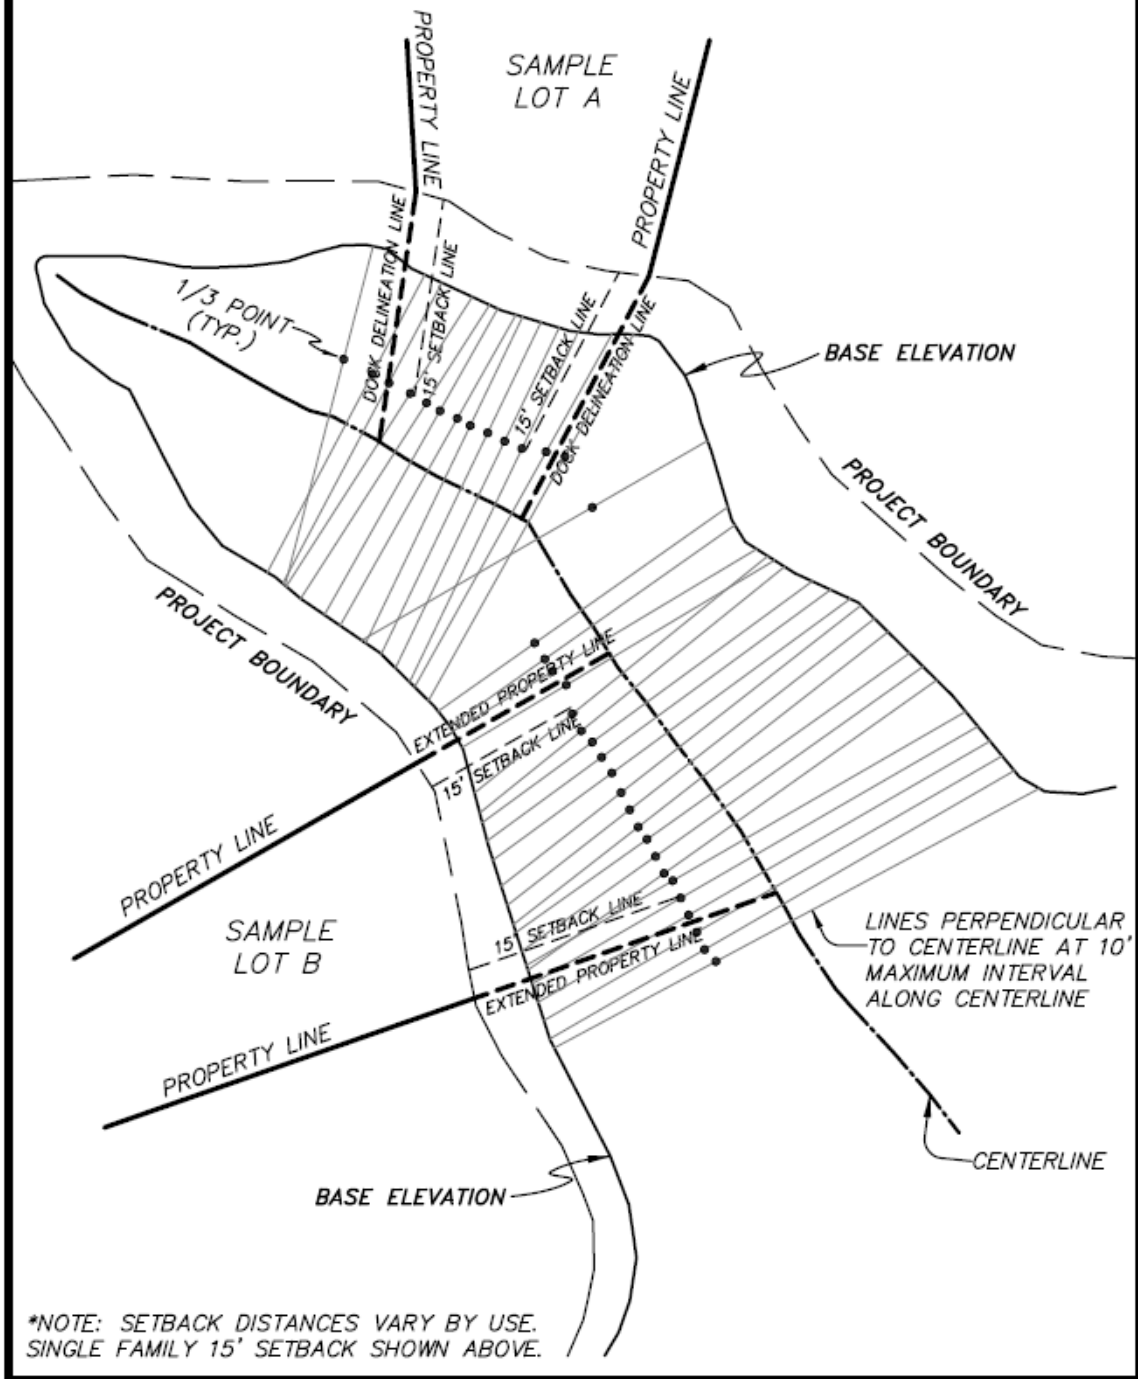 PROPERTY LINE
SAMPLE
LOT A
PROPERTY LINE
DOCK DELINEATION LINE
15' SETBACK LINE
1/3 POINT
(TYP.)
15' SETBACK LINE
DOCK DELINEATION LINE
BASE ELEVATION
PROJECT BOUNDARY
PROJECT BOUNDARY
EXTENDED PROPERTY LINE
15' SETBACK LINE
PROPERTY LINE
SAMPLE
LOT B
15' SETBACK LINE
EXTENDED PROPERTY LINE
LINES PERPENDICULAR
TO CENTERLINE AT 10'
MAXIMUM INTERVAL
ALONG CENTERLINE
PROPERTY LINE
CENTERLINE
BASE ELEVATION
*NOTE: SETBACK DISTANCES VARY BY USE.
SINGLE FAMILY 15' SETBACK SHOWN ABOVE.